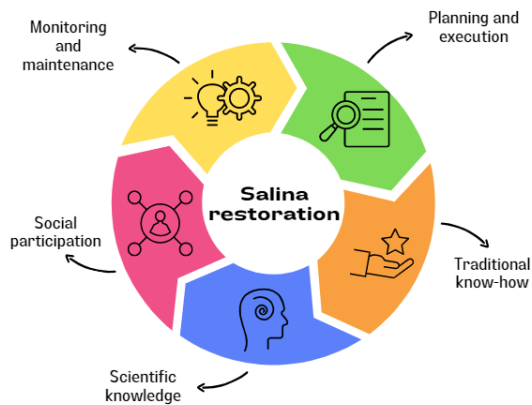 Monitoring
and
maintenance
Planning and
execution
Salina
restoration
Social
participation
Traditional
know-how
Scientific
knowledge